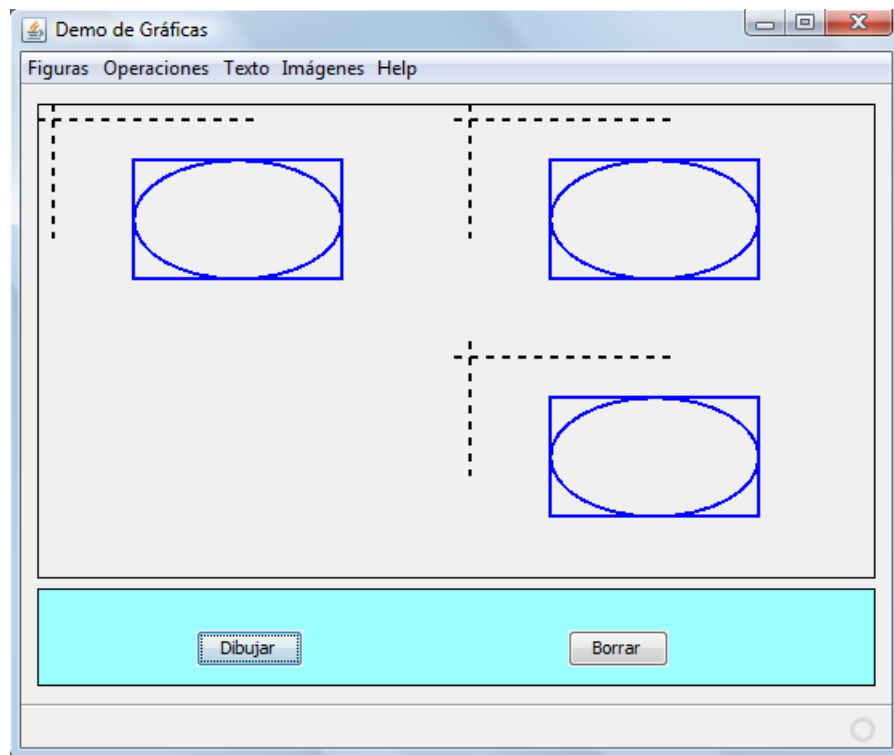 Demo de Gráficas
Figuras Operaciones Texto Imágenes Help
Dibujar Borrar